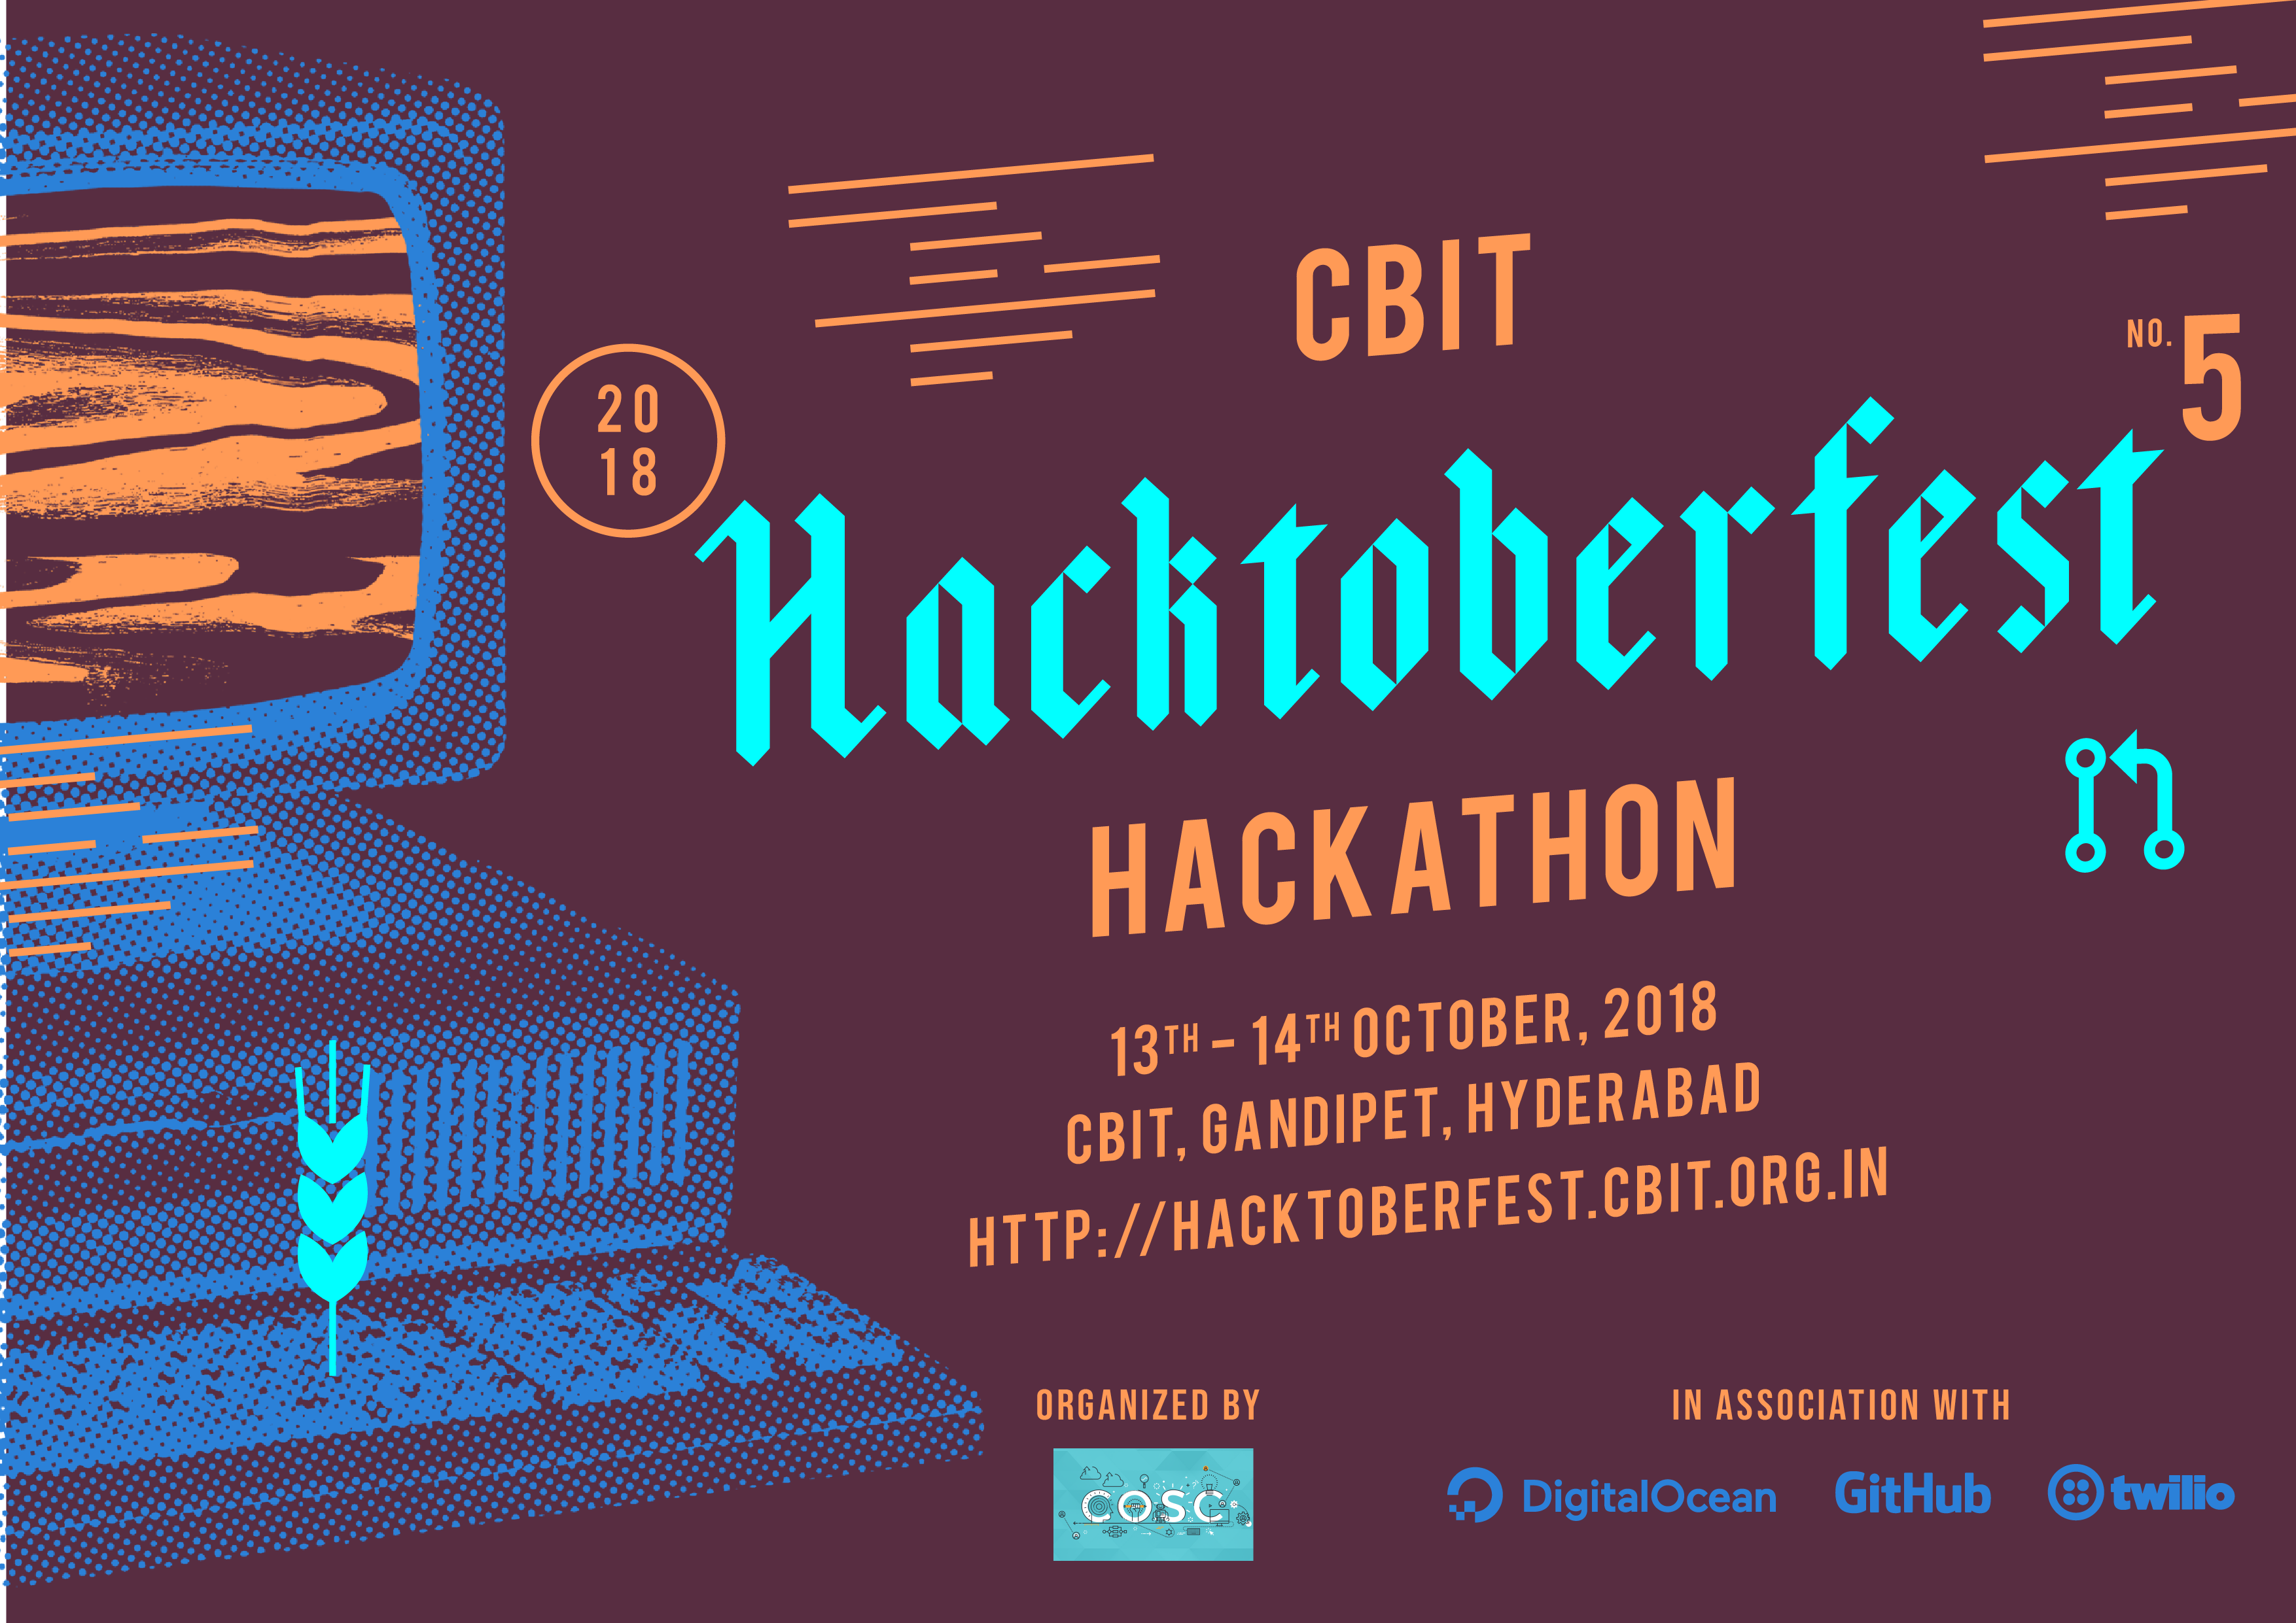 CBIT
NO. 5
20
18
Hacktoberfest
HACKATHON
13TH – 14TH OCTOBER, 2018
CBIT, GANDIPET, HYDERABAD
HTTP://HACKTOBERFEST.CBIT.ORG.IN
ORGANIZED BY
IN ASSOCIATION WITH
COSC
DigitalOcean GitHub twilio